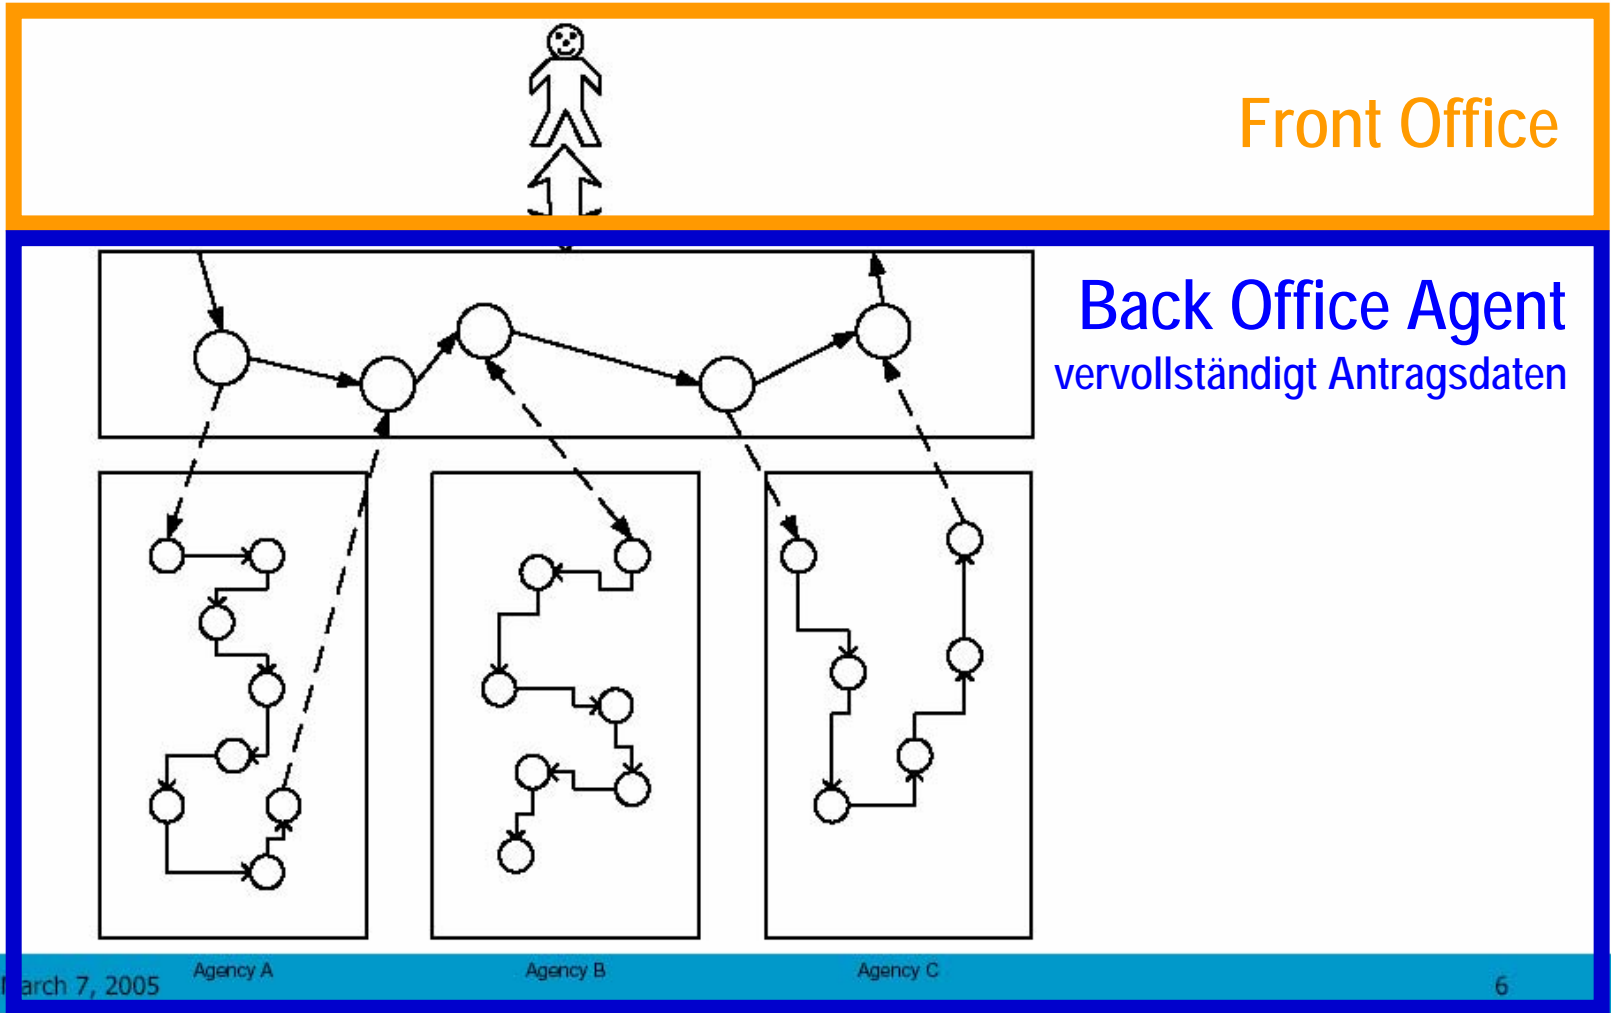 Front Office
Back Office Agent
vervollständigt Antragsdaten
Agency A
Agency B
Agency C
arch 7, 2005
6